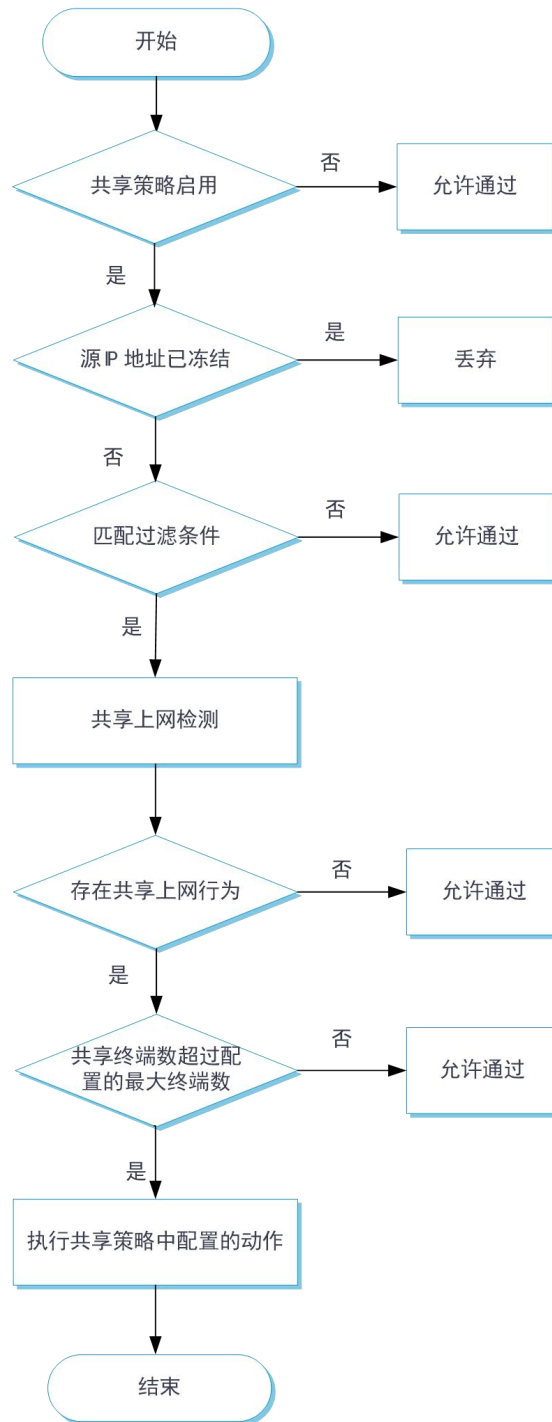 开始
共享策略启用
否
允许通过
是
源IP 地址已冻结
是
丢弃
否
匹配过滤条件
否
允许通过
是
共享上网检测
存在共享上网行为
否
允许通过
是
共享终端数超过配
置的最大终端数
否
允许通过
是
执行共享策略中配置的动作
结束